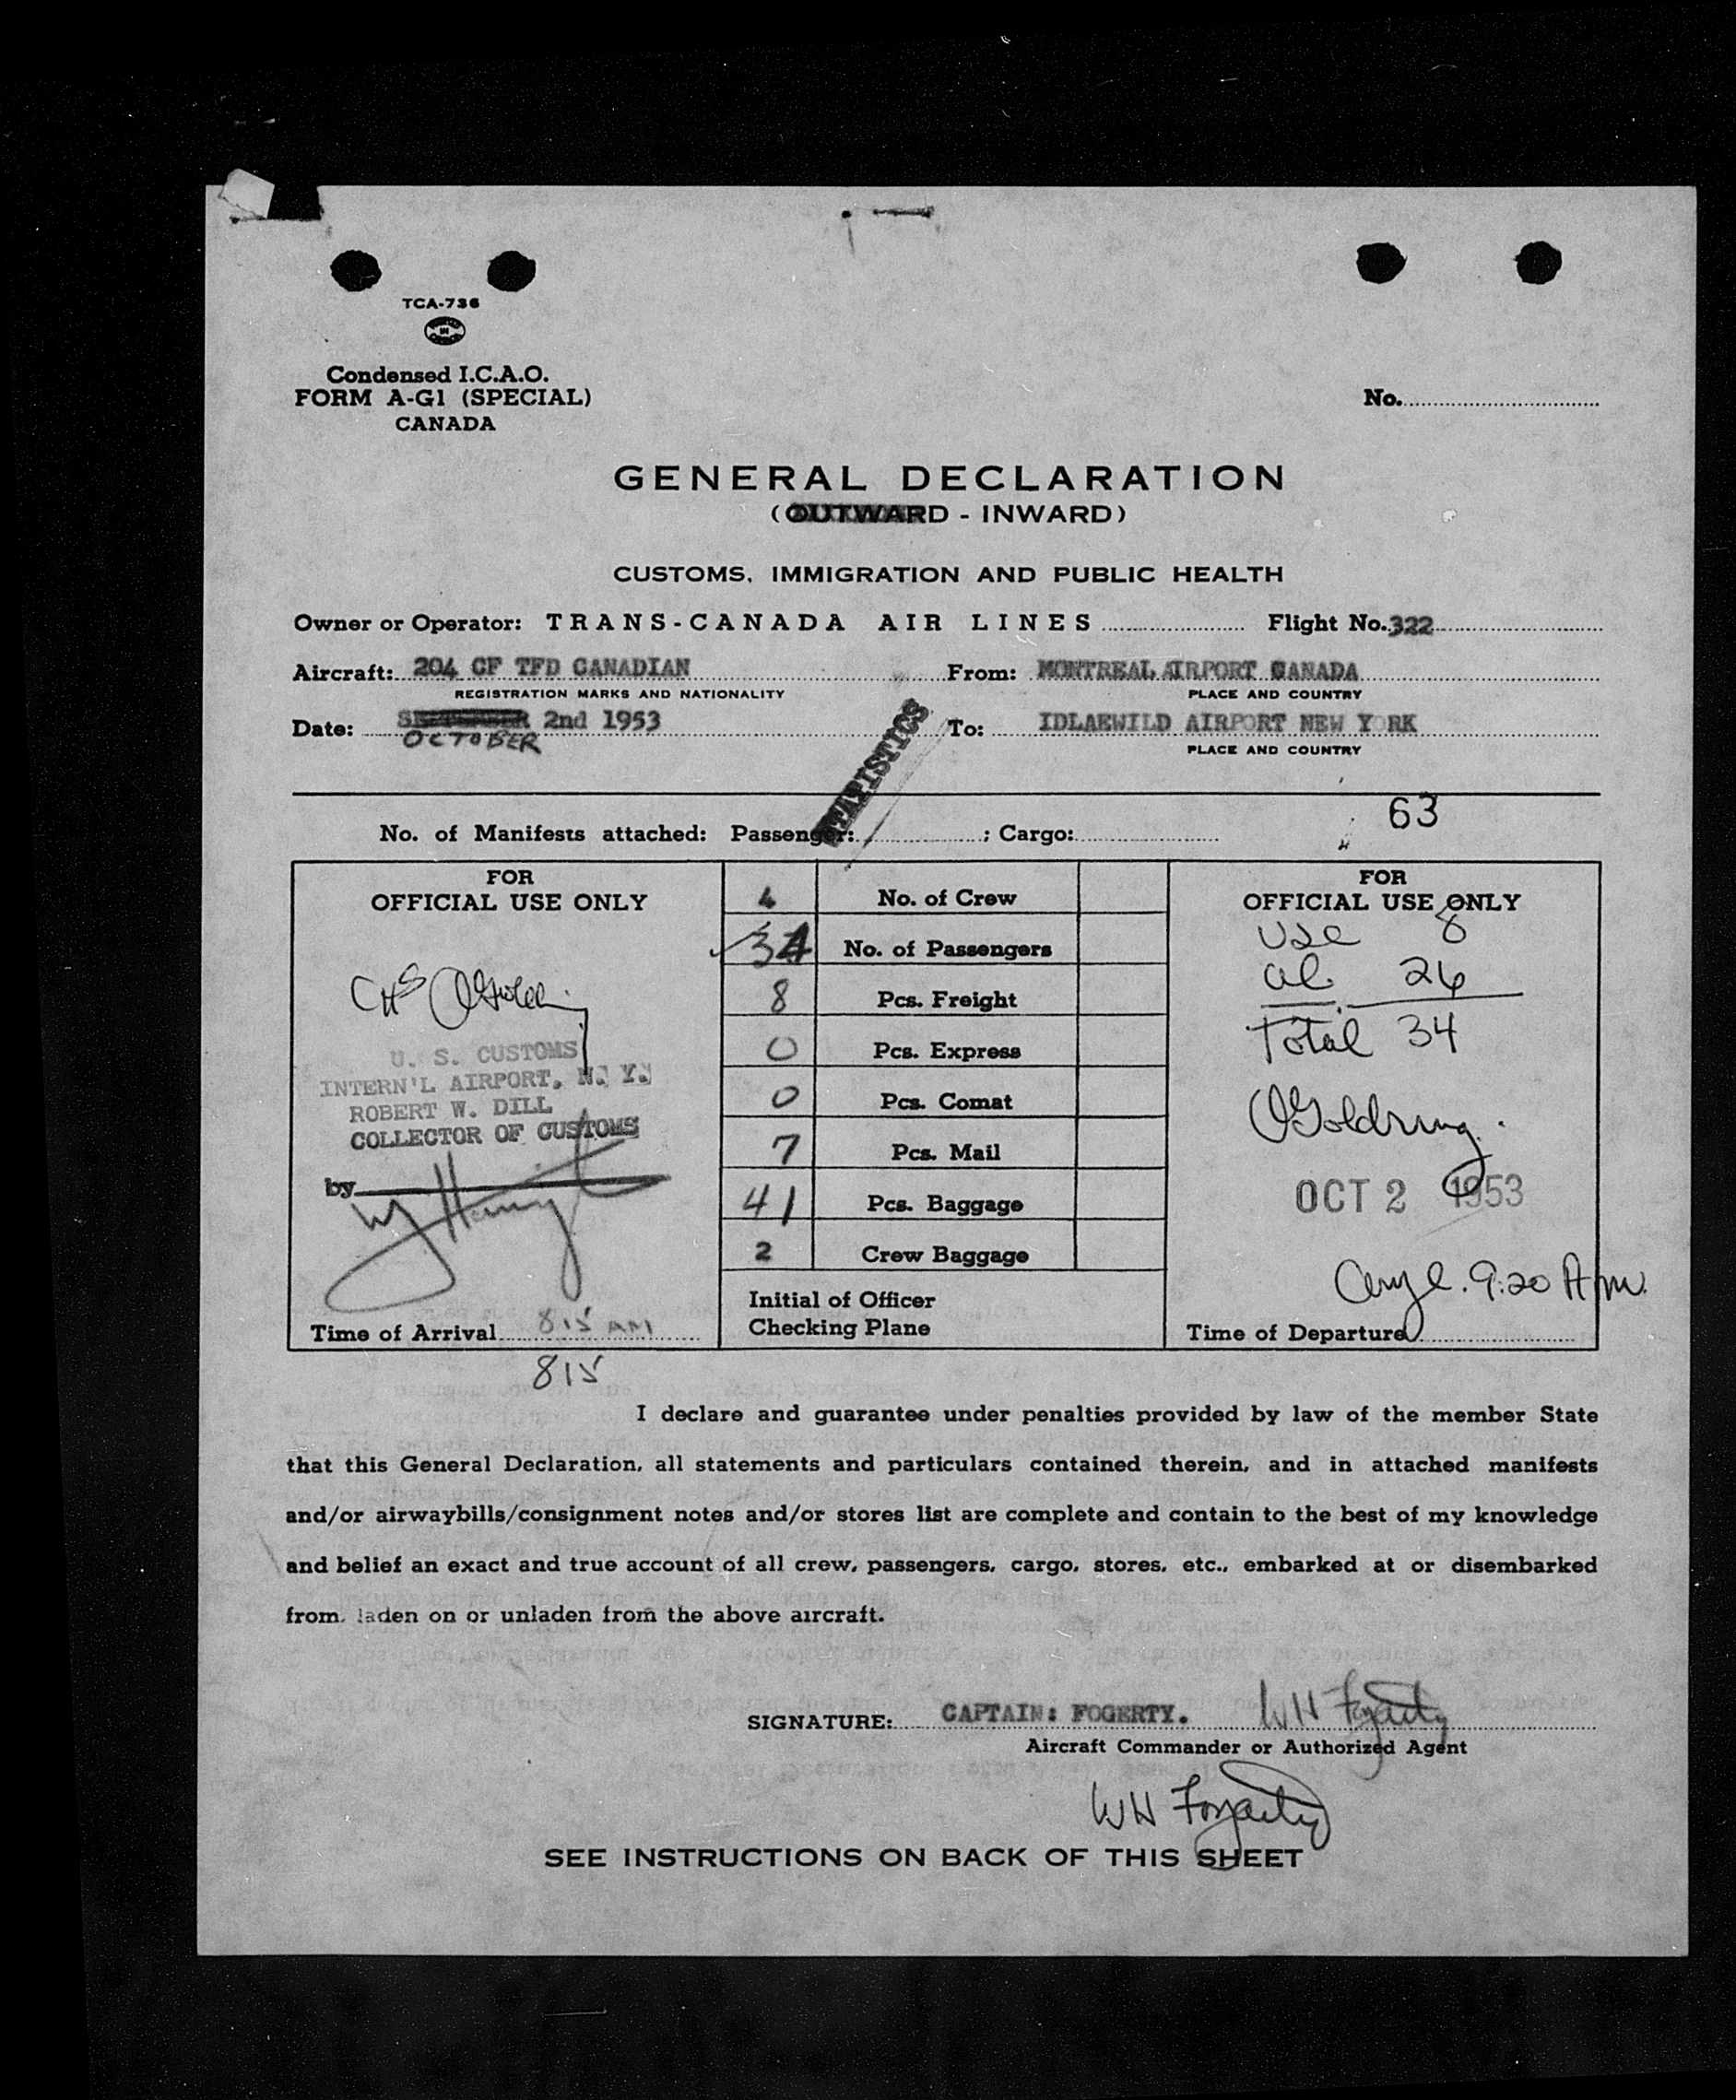 TCA-736
Condensed I.C.A.O.
FORM A-G1 (SPECIAL)
CANADA
No.
GENERAL DECLARATION
(OUTWARD - INWARD)
CUSTOMS, IMMIGRATION AND PUBLIC HEALTH
Owner or Operator: TRANS-CANADA AIR LINES Flight No. 322
Aircraft: 204 CF TFD CANADIAN From: MONTREAL AIRPORT CANADA
REGISTRATION MARKS AND NATIONALITY PLACE AND COUNTRY
Date: SEPTEMBER 2nd 1953 To: IDLAEWILD AIRPORT NEW Y RK
OCTOBER PLACE AND COUNTRY
STATISTICS
63
No. of Manifests attached: Passenger: ; Cargo:
FOR
OFFICIAL USE ONLY
U. S. CUSTOMS
INTERN'L AIRPORT, N. Y.
ROBERT W. DILL
COLLECTOR OF CUSTOMS
by
Time of Arrival 815 AM
815
4 No. of Crew
34 No. of Passengers
8 Pcs. Freight
0 Pcs. Express
0 Pcs. Comat
7 Pcs. Mail
41 Pcs. Baggage
2 Crew Baggage
Initial of Officer
Checking Plane
FOR
OFFICIAL USE ONLY
USC 8
al. 26
Total 34
OGoldring.
OCT 2 1953
9:20 AM.
Time of Departure
I declare and guarantee under penalties provided by law of the member State
that this General Declaration, all statements and particulars contained therein, and in attached manifests
and/or airwaybills/consignment notes and/or stores list are complete and contain to the best of my knowledge
and belief an exact and true account of all crew, passengers, cargo, stores, etc., embarked at or disembarked
from, laden on or unladen from the above aircraft.
SIGNATURE: CAPTAIN: FOGERTY. WH Fogarty
Aircraft Commander or Authorized Agent
WH Fogarty
SEE INSTRUCTIONS ON BACK OF THIS SHEET